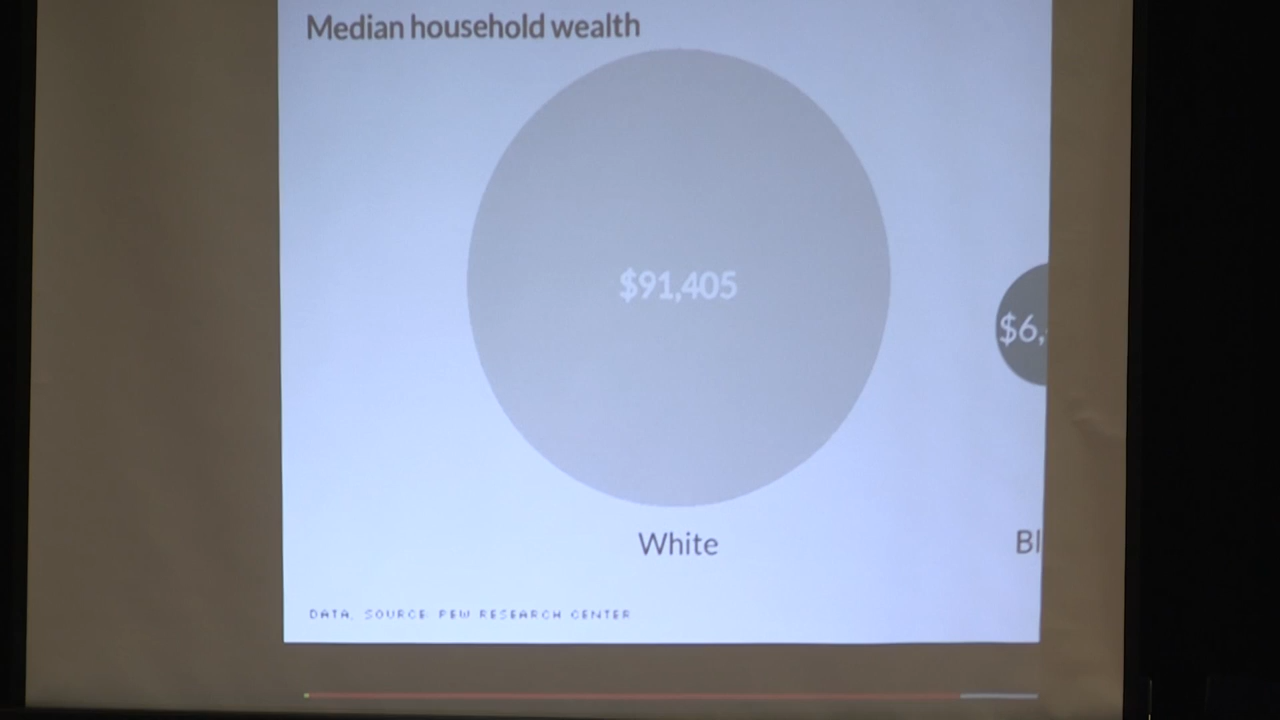 Median household wealth
$91,405
$6,
White
Bl
DATA. SOURCE: PEW RESEARCH CENTER